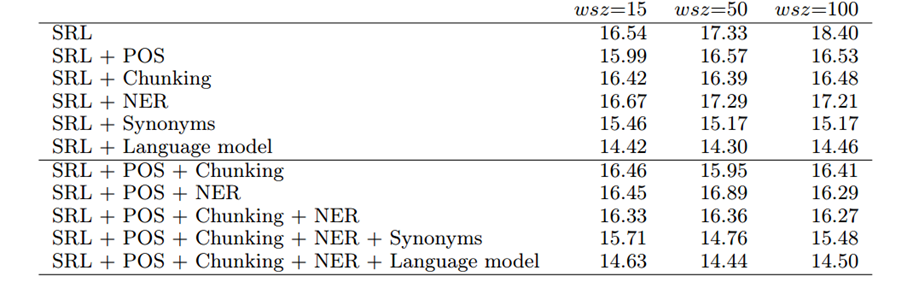 wsz=15 wsz=50 wsz=100
SRL 16.54 17.33 18.40
SRL + POS 15.99 16.57 16.53
SRL + Chunking 16.42 16.39 16.48
SRL + NER 16.67 17.29 17.21
SRL + Synonyms 15.46 15.17 15.17
SRL + Language model 14.42 14.30 14.46
SRL + POS + Chunking 16.46 15.95 16.41
SRL + POS + NER 16.45 16.89 16.29
SRL + POS + Chunking + NER 16.33 16.36 16.27
SRL + POS + Chunking + NER + Synonyms 15.71 14.76 15.48
SRL + POS + Chunking + NER + Language model 14.63 14.44 14.50